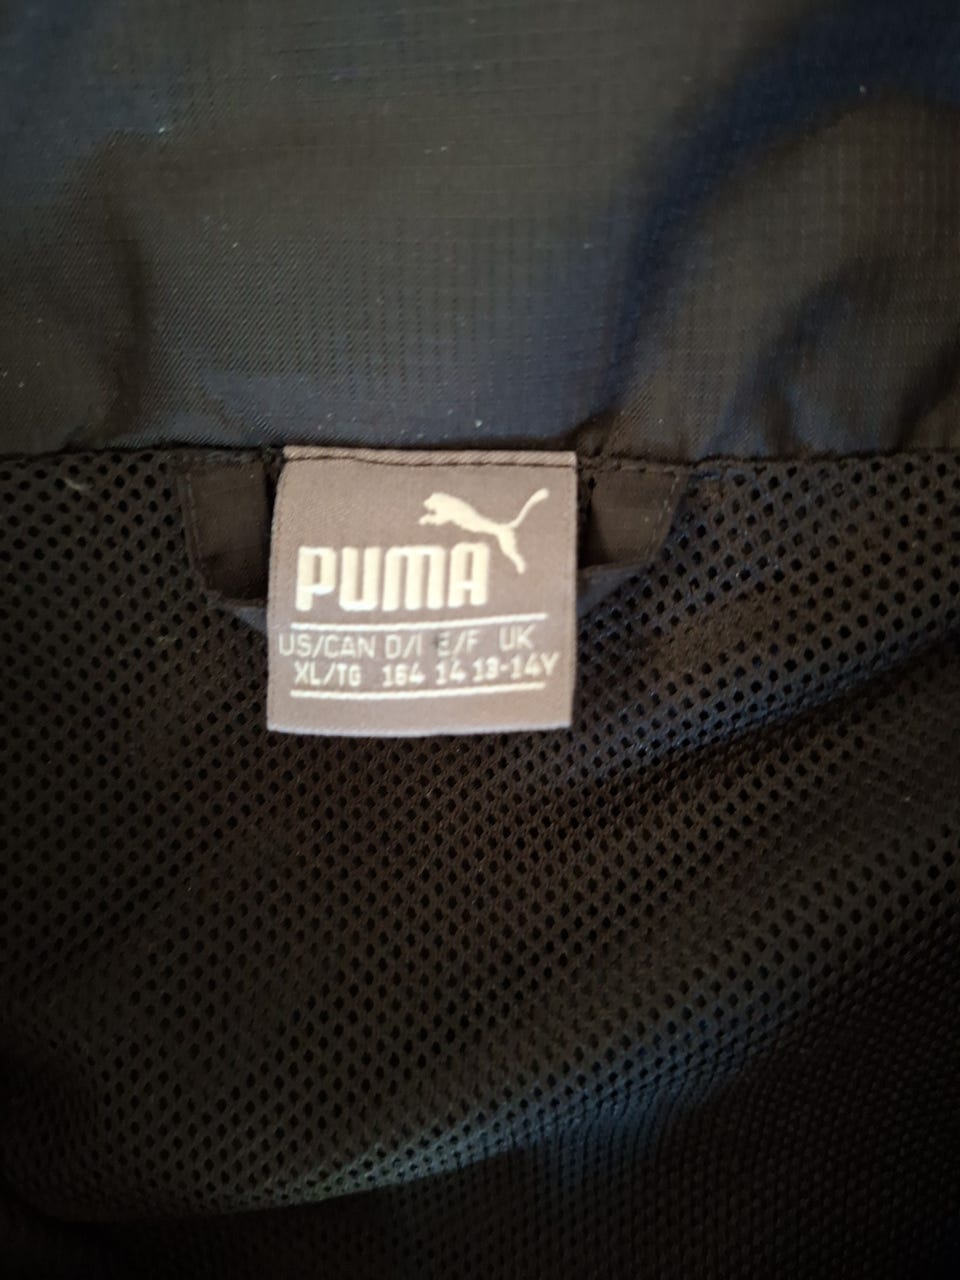 PUMA
US/CAN D/I E/F UK
XL/TG 164 14 13-14Y